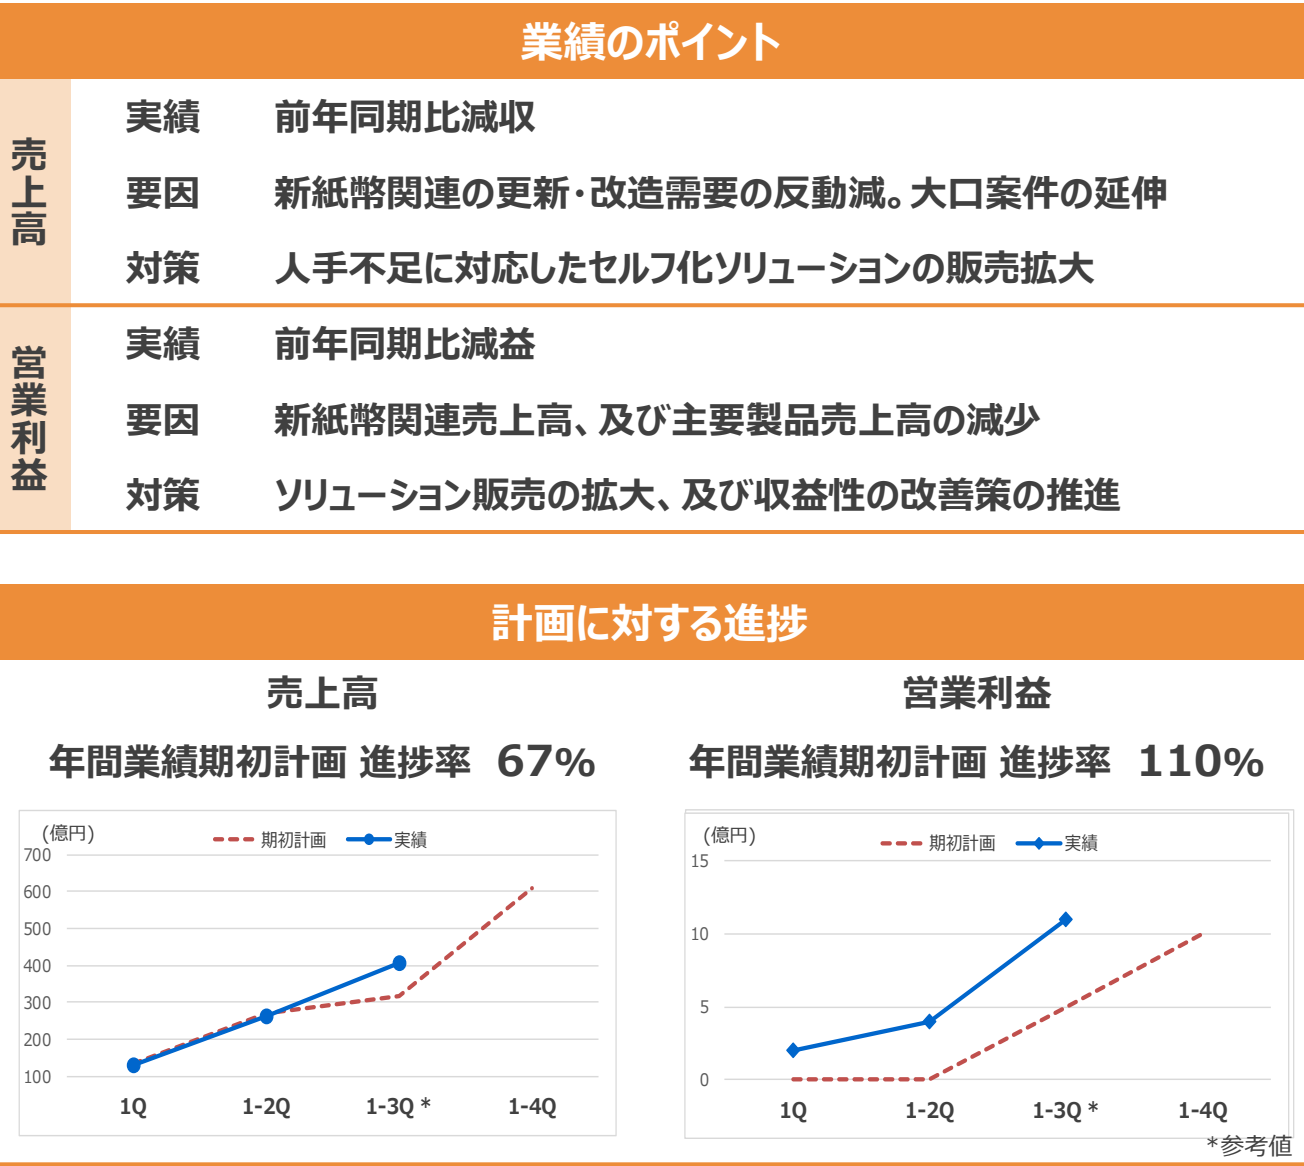 業績のポイント
売上高
実績 前年同期比減収
要因 新紙幣関連の更新・改造需要の反動減。大口案件の延伸
対策 人手不足に対応したセルフ化ソリューションの販売拡大
営業利益
実績 前年同期比減益
要因 新紙幣関連売上高、及び主要製品売上高の減少
対策 ソリューション販売の拡大、及び収益性の改善策の推進
計画に対する進捗
売上高
年間業績期初計画 進捗率 67%
(億円)
期初計画 実績
700
600
500
400
300
200
100
1Q 1-2Q 1-3Q * 1-4Q
営業利益
年間業績期初計画 進捗率 110%
(億円)
期初計画 実績
15
10
5
0
1Q 1-2Q 1-3Q * 1-4Q
*参考値